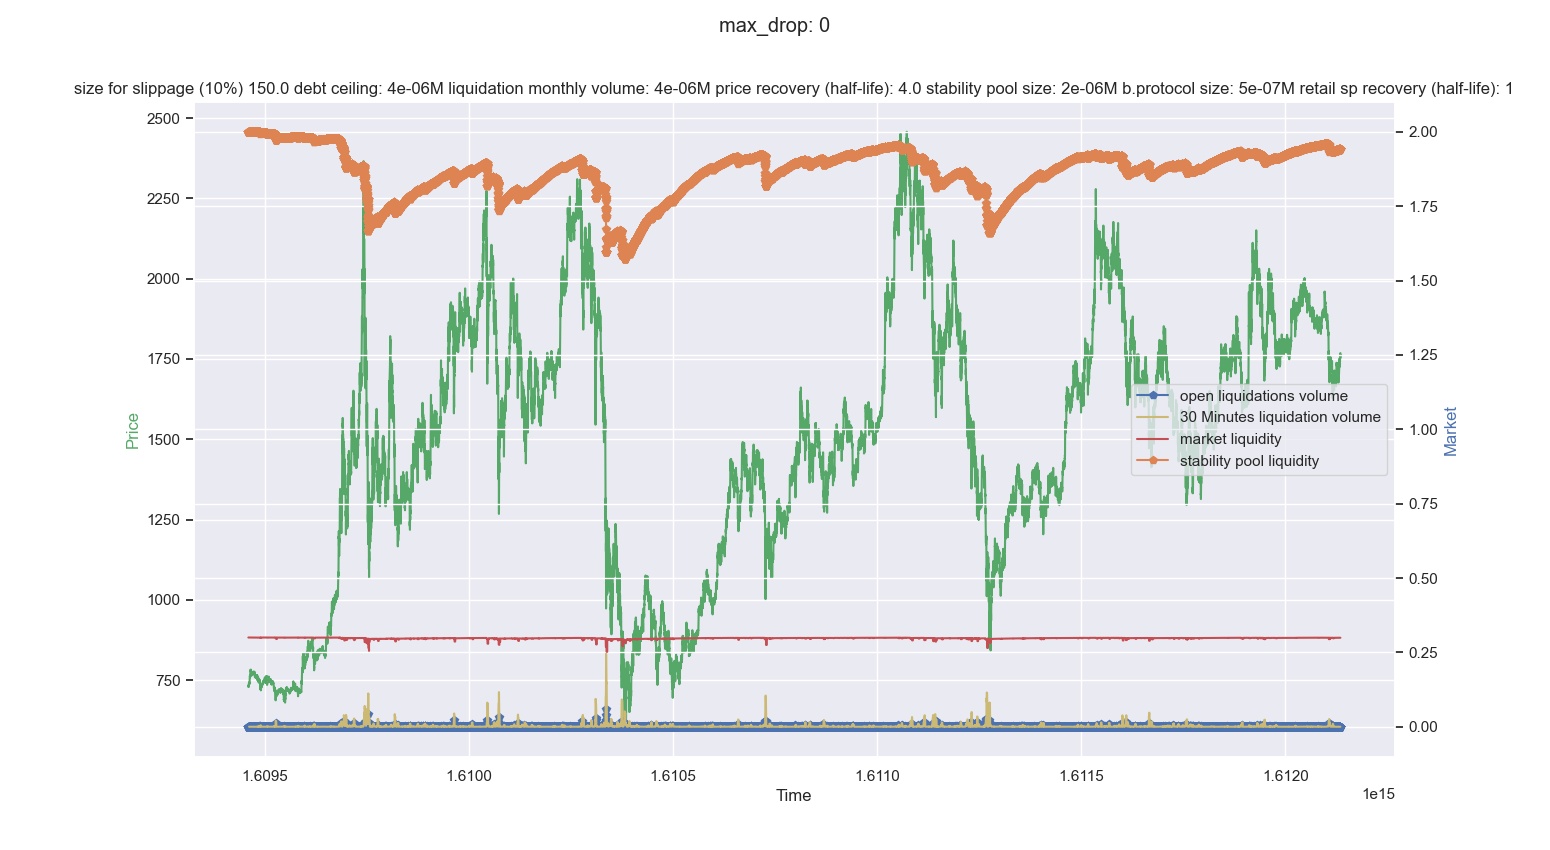 max_drop: 0
size for slippage (10%) 150.0 debt ceiling: 4e-06M liquidation monthly volume: 4e-06M price recovery (half-life): 4.0 stability pool size: 2e-06M b.protocol size: 5e-07M retail sp recovery (half-life): 1
2500
2250
2000
1750
1500
1250
1000
750
Price
2.00
1.75
1.50
1.25
1.00
0.75
0.50
0.25
0.00
Market
open liquidations volume
30 Minutes liquidation volume
market liquidity
stability pool liquidity
1.6095 1.6100 1.6105 1.6110 1.6115 1.6120
Time
1e15